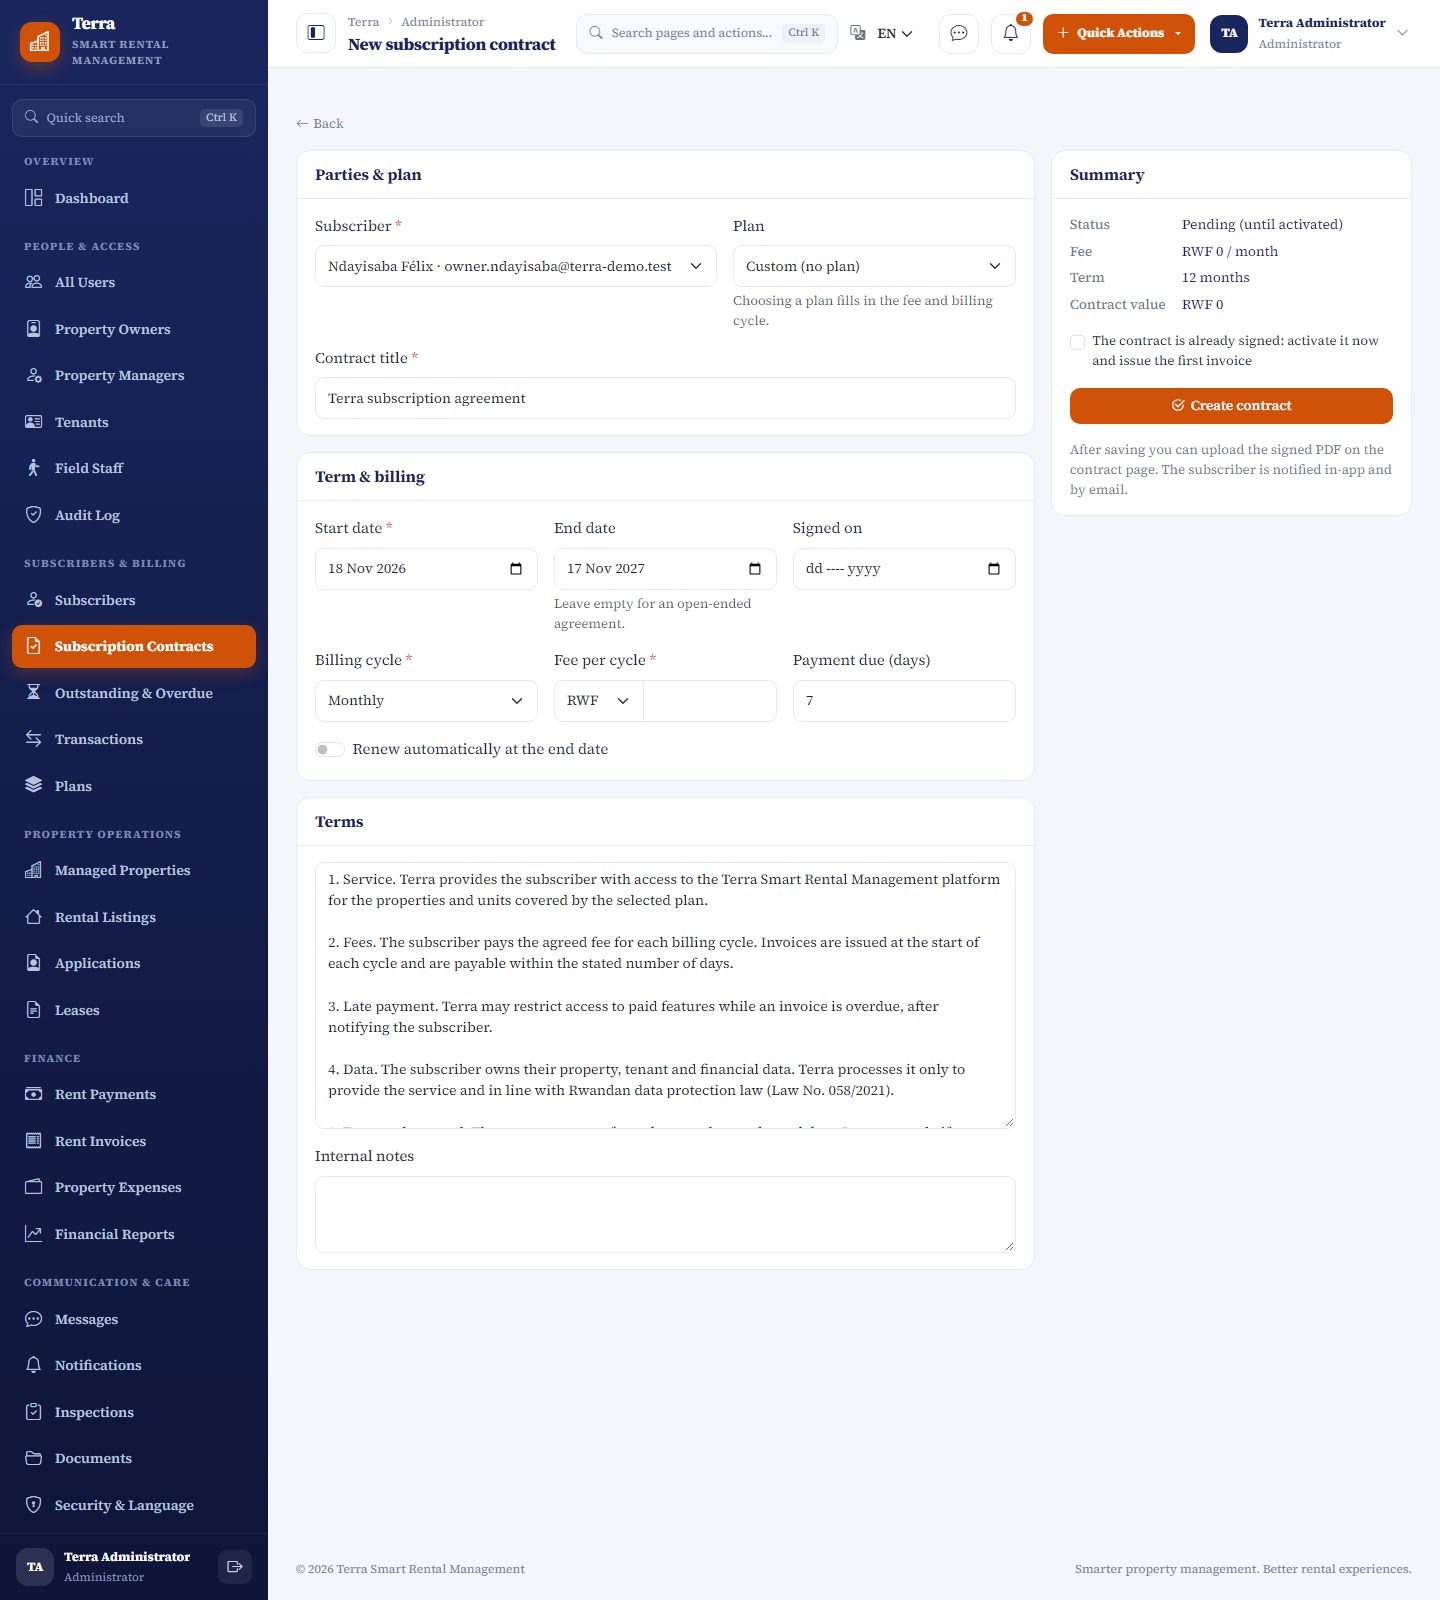 Terra
SMART RENTAL
MANAGEMENT
Quick search
Ctrl K
OVERVIEW
Dashboard
PEOPLE & ACCESS
All Users
Property Owners
Property Managers
Tenants
Field Staff
Audit Log
SUBSCRIBERS & BILLING
Subscribers
Subscription Contracts
Outstanding & Overdue
Transactions
Plans
PROPERTY OPERATIONS
Managed Properties
Rental Listings
Applications
Leases
FINANCE
Rent Payments
Rent Invoices
Property Expenses
Financial Reports
COMMUNICATION & CARE
Messages
Notifications
Inspections
Documents
Security & Language
TA
Terra Administrator
Administrator
Terra
Administrator
New subscription contract
Search pages and actions...
Ctrl K
EN
1
Quick Actions
TA
Terra Administrator
Administrator
← Back
Parties & plan
Subscriber *
Ndayisaba Félix · owner.ndayisaba@terra-demo.test
Plan
Custom (no plan)
Choosing a plan fills in the fee and billing
cycle.
Contract title *
Terra subscription agreement
Term & billing
Start date *
18 Nov 2026
End date
17 Nov 2027
Leave empty for an open-ended
agreement.
Signed on
dd ---- yyyy
Billing cycle *
Monthly
Fee per cycle *
RWF
Payment due (days)
7
Renew automatically at the end date
Terms
1. Service. Terra provides the subscriber with access to the Terra Smart Rental Management platform
for the properties and units covered by the selected plan.
2. Fees. The subscriber pays the agreed fee for each billing cycle. Invoices are issued at the start of
each cycle and are payable within the stated number of days.
3. Late payment. Terra may restrict access to paid features while an invoice is overdue, after
notifying the subscriber.
4. Data. The subscriber owns their property, tenant and financial data. Terra processes it only to
provide the service and in line with Rwandan data protection law (Law No. 058/2021).
Internal notes
Summary
Status Pending (until activated)
Fee RWF 0 / month
Term 12 months
Contract value RWF 0
The contract is already signed: activate it now
and issue the first invoice
Create contract
After saving you can upload the signed PDF on the
contract page. The subscriber is notified in-app and
by email.
© 2026 Terra Smart Rental Management
Smarter property management. Better rental experiences.